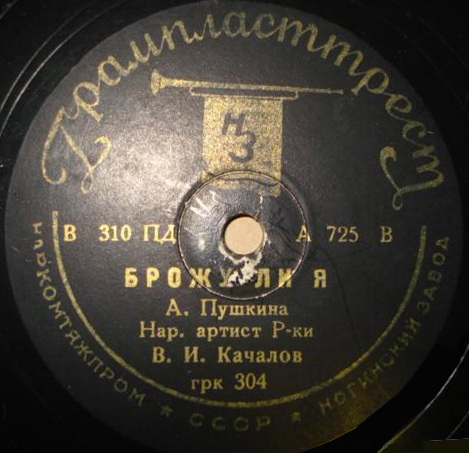 Грампласттрест
НЗ
В 310 ПД А 725 В
БРОЖУ ЛИ Я
А. Пушкина
Нар. артист Р-ки
В. И. Качалов
грк 304
НАРКОМТЯЖПРОМ ★ СССР ★ НОГИНСКИЙ ЗАВОД